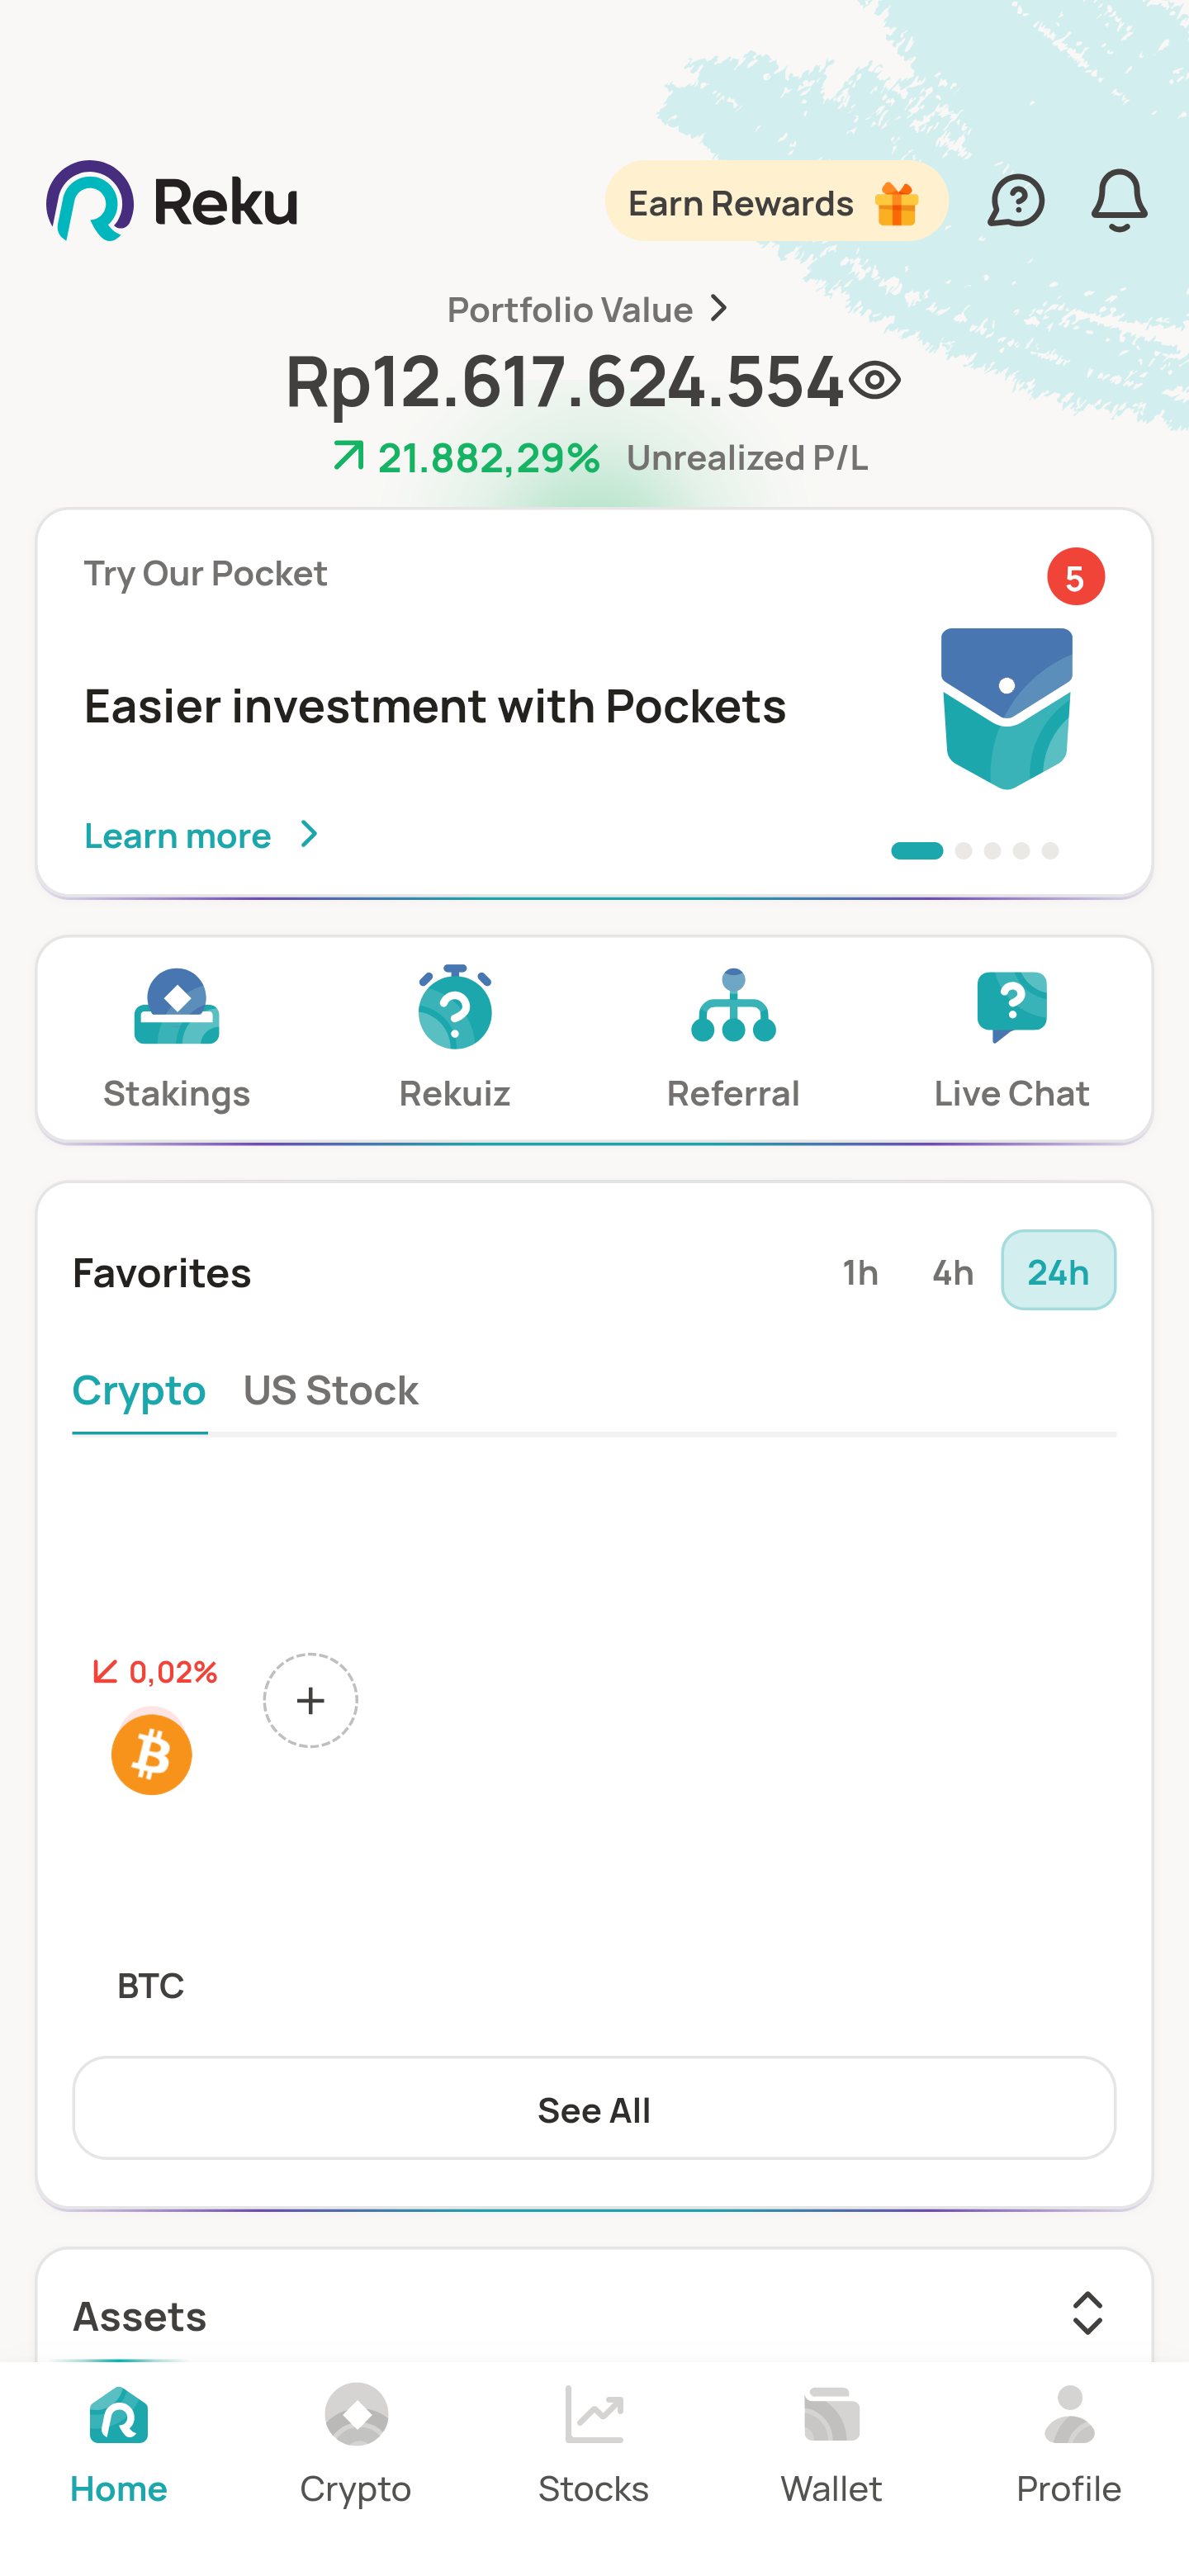 Reku
Earn Rewards
Portfolio Value
Rp12.617.624.554
21.882,29% Unrealized P/L
Try Our Pocket
5
Easier investment with Pockets
Learn more
Stakings Rekuiz Referral Live Chat
Favorites 1h 4h 24h
Crypto US Stock
0,02%
BTC
See All
Assets
Home Crypto Stocks Wallet Profile